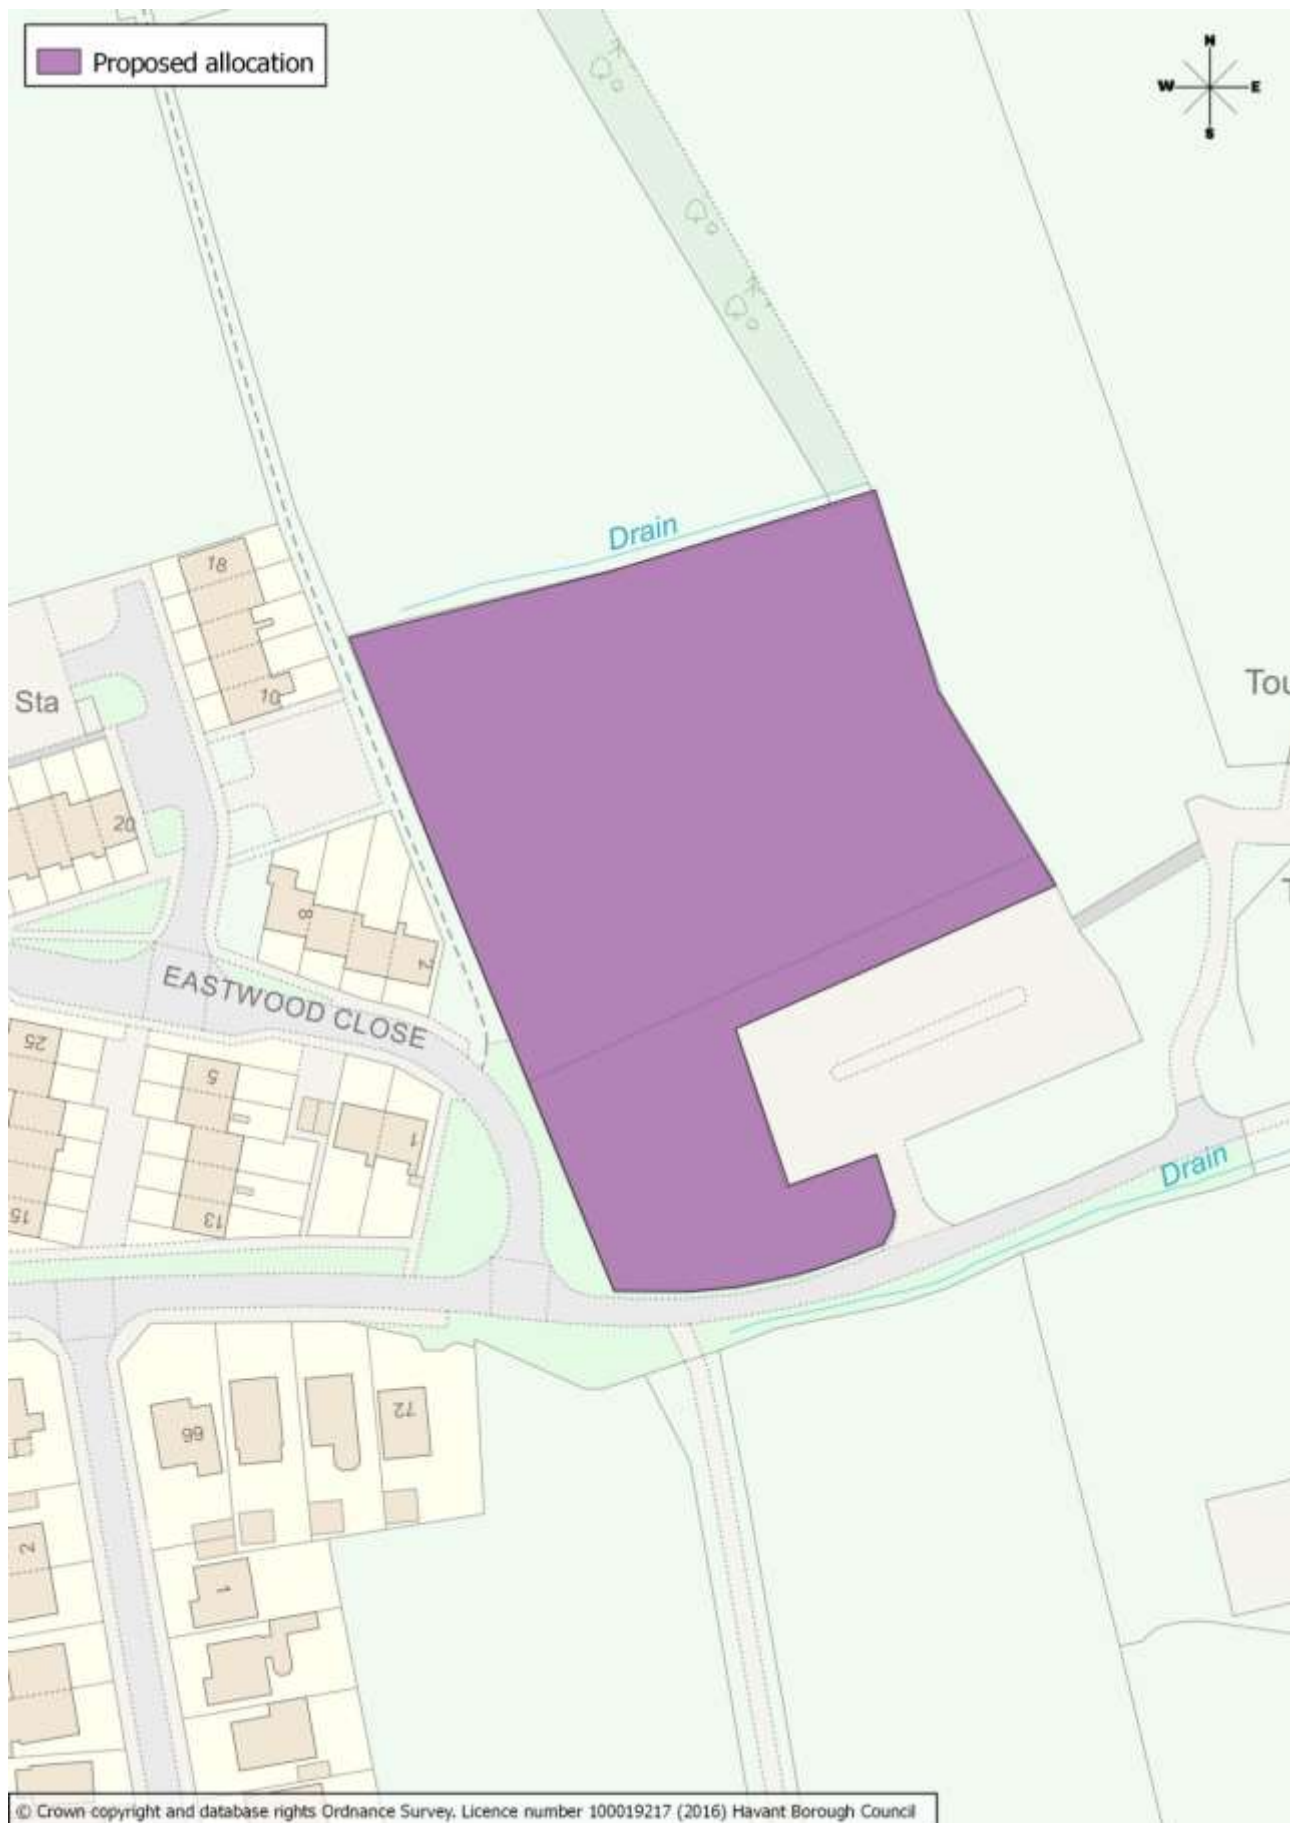 Proposed allocation
N
W E
S
Drain
18
10
Sta
Tou
20
8
2
T
EASTWOOD CLOSE
25
5
1
Drain
15
13
66
72
2
1
© Crown copyright and database rights Ordnance Survey. Licence number 100019217 (2016) Havant Borough Council